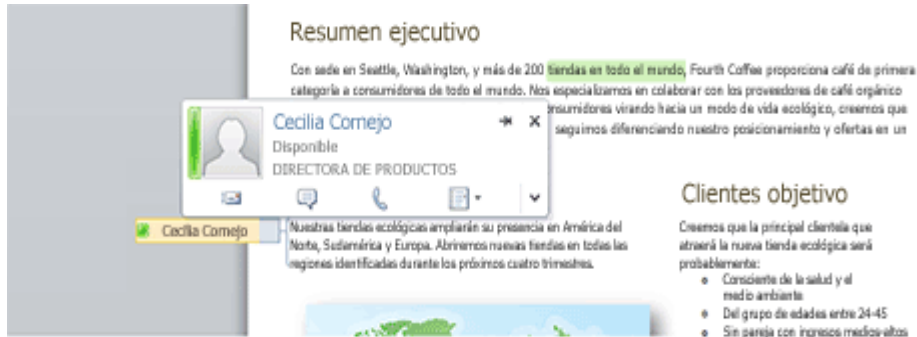 Resumen ejecutivo
Con sede en Seattle, Washington, y más de 200 tiendas en todo el mundo, Fourth Coffee proporciona café de primera
categoría a consumidores de todo el mundo. Nos especializamos en colaborar con los proveedores de café orgánico
nsumidores virando hacia un modo de vida ecológico, creemos que
seguimos diferenciando nuestro posicionamiento y ofertas en un
Cecilia Cornejo
Disponible
DIRECTORA DE PRODUCTOS
Cecilia Cornejo
Nuestras tiendas ecológicas ampliarán su presencia en América del
Norte, Sudamérica y Europa. Abriremos nuevas tiendas en todas las
regiones identificadas durante los próximos cuatro trimestres.
Clientes objetivo
Creemos que la principal clientela que
atraerá la nueva tienda ecológica será
probablemente:
Consciente de la salud y el
medio ambiente
Del grupo de edades entre 24-45
Sin pareja con ingresos medios-altos